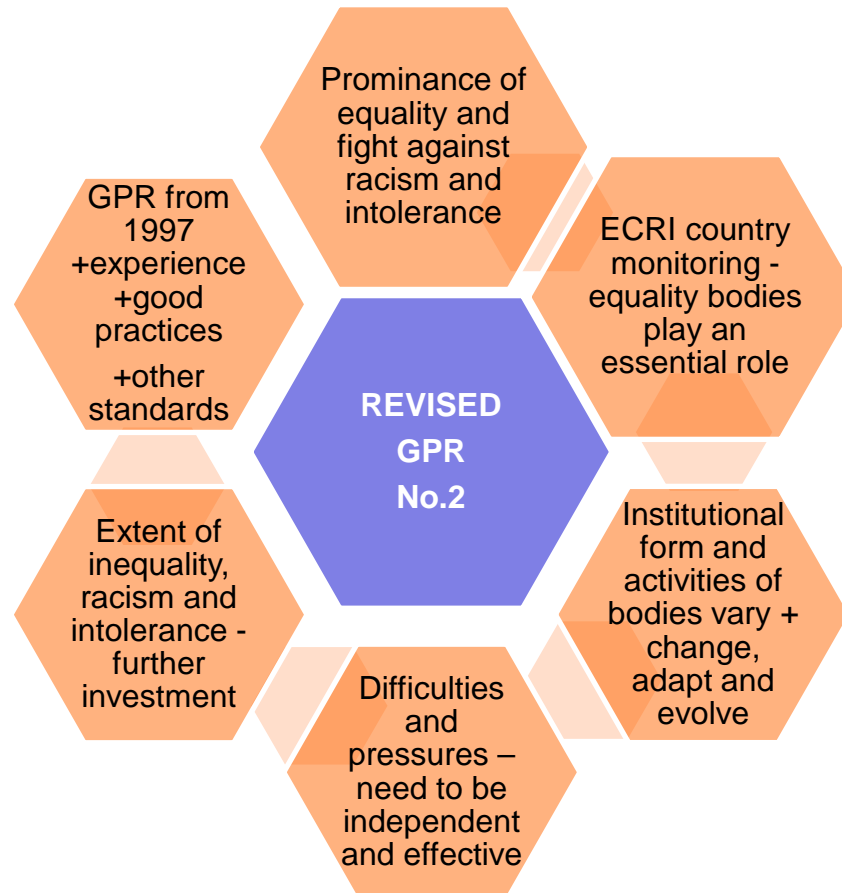 Prominance of
equality and
fight against
racism and
intolerance
ECRI country
monitoring -
equality bodies
play an
essential role
Institutional
form and
activities of
bodies vary +
change,
adapt and
evolve
Difficulties
and
pressures –
need to be
independent
and effective
Extent of
inequality,
racism and
intolerance -
further
investment
GPR from
1997
+experience
+good
practices
+other
standards
REVISED
GPR
No.2